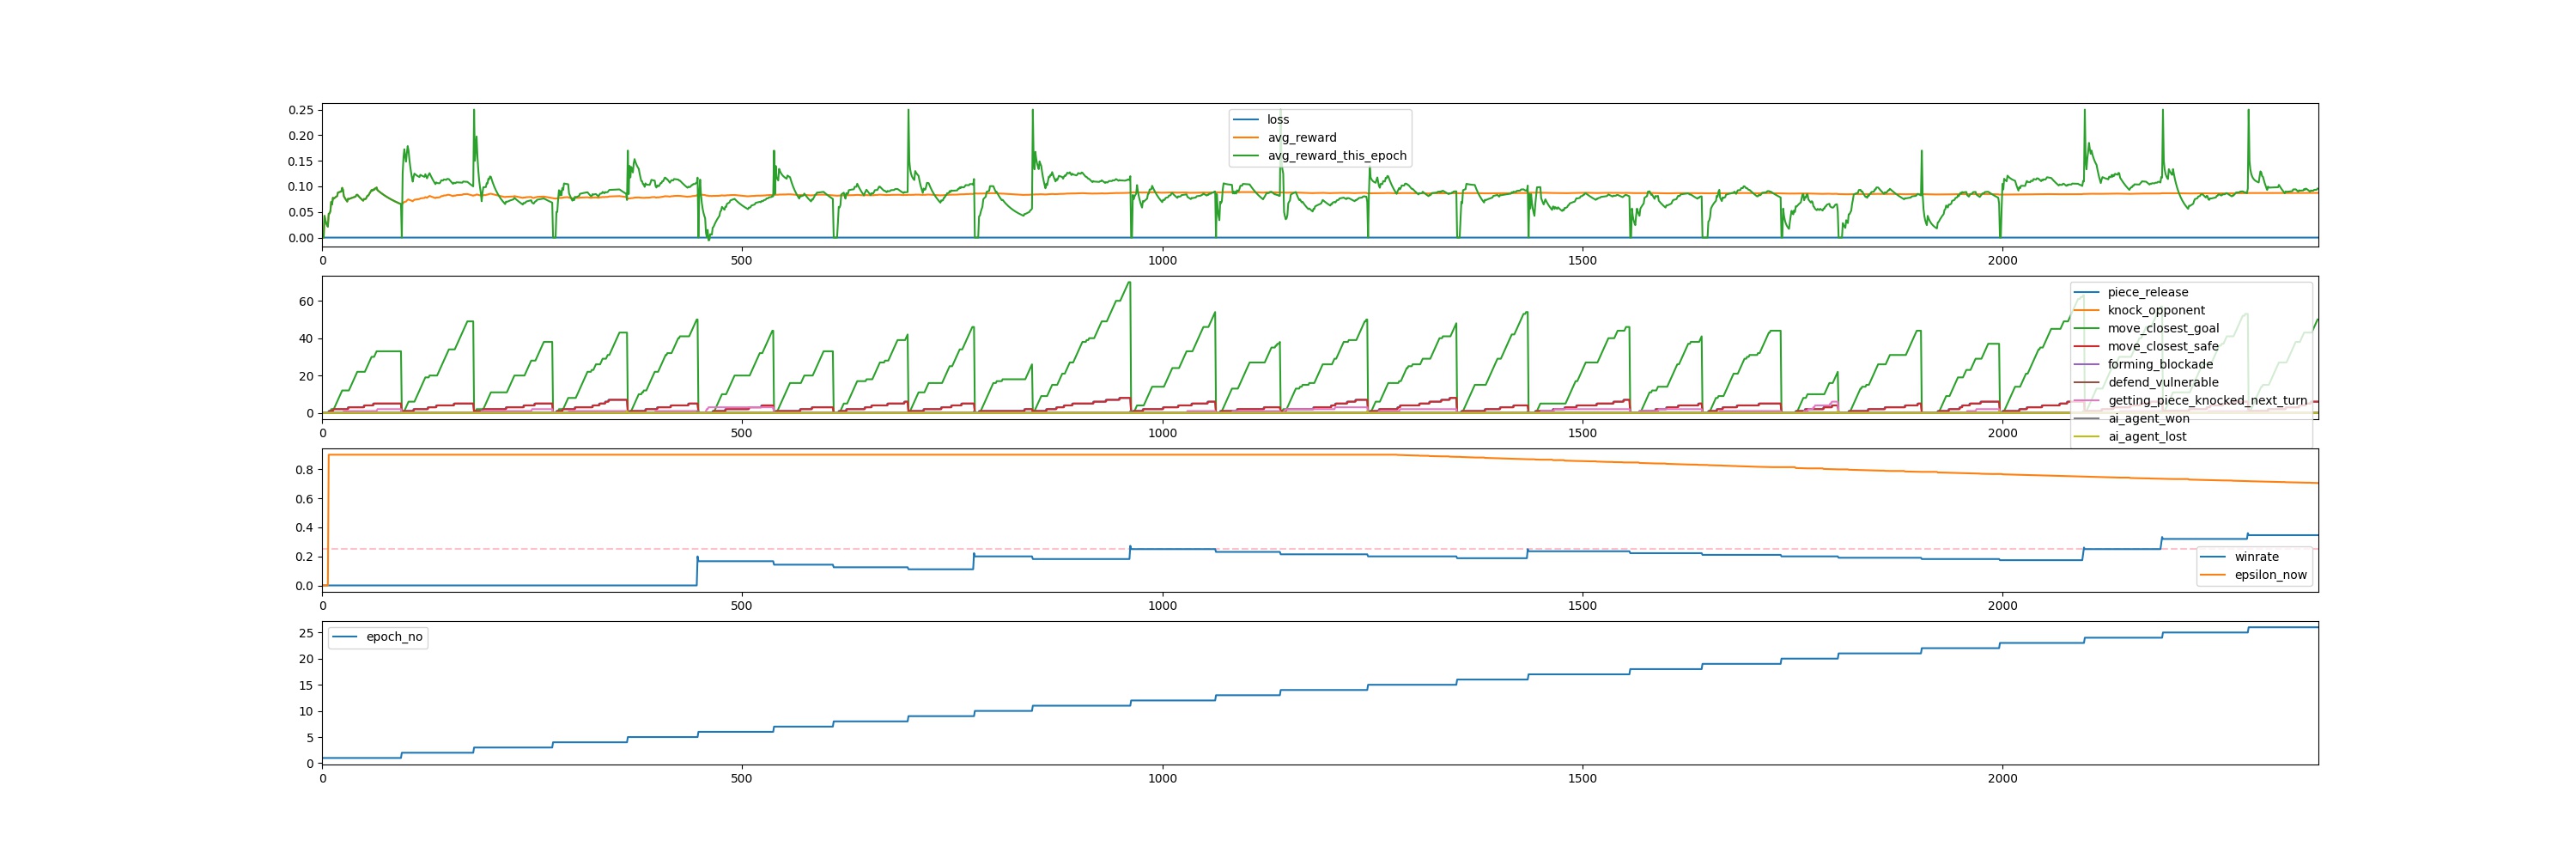 0.25
0.20
0.15
0.10
0.05
0.00
loss
avg_reward
avg_reward_this_epoch
0 500 1000 1500 2000
60
40
20
0
piece_release
knock_opponent
move_closest_goal
move_closest_safe
forming_blockade
defend_vulnerable
getting_piece_knocked_next_turn
ai_agent_won
ai_agent_lost
0 500 1000 1500 2000
0.8
0.6
0.4
0.2
0.0
winrate
epsilon_now
0 500 1000 1500 2000
25
20
15
10
5
0
epoch_no
0 500 1000 1500 2000